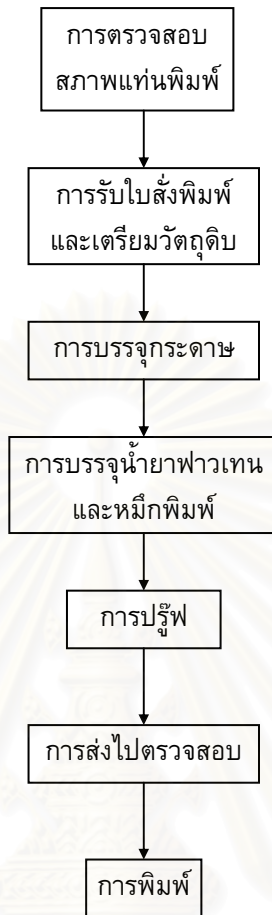 การตรวจสอบ
สภาพแท่นพิมพ์
การรับใบสั่งพิมพ์
และเตรียมวัตถุดิบ
การบรรจุกระดาษ
การบรรจุน้ำยาฟาวเทน
และหมึกพิมพ์
การปรู๊ฟ
การส่งไปตรวจสอบ
การพิมพ์